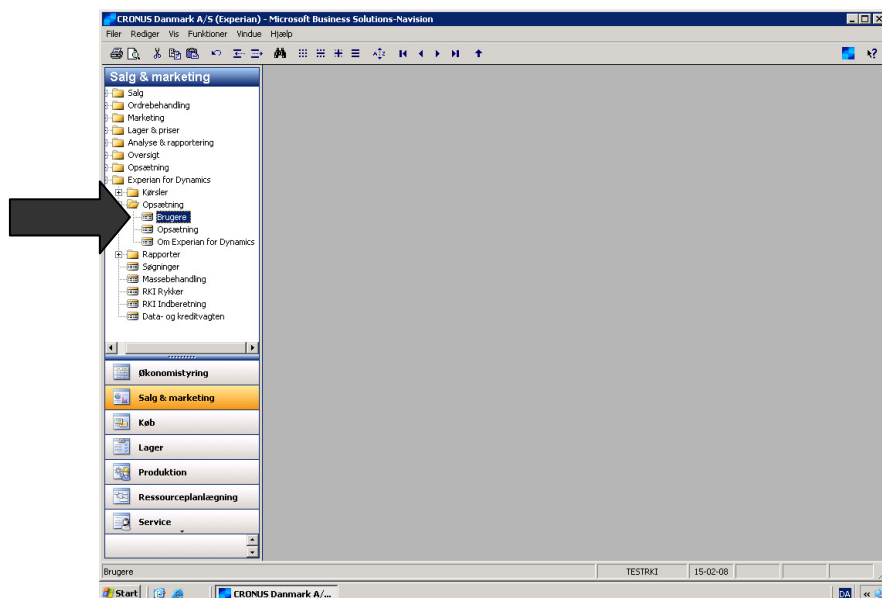 CRONUS Danmark A/S (Experian) - Microsoft Business Solutions-Navision
Filer Rediger Vis Funktioner Vindue Hjælp
Salg & marketing
Salg
Ordrebehandling
Marketing
Lager & priser
Analyse & rapportering
Oversigt
Opsætning
Experian for Dynamics
Kørsler
Opsætning
Brugere
Opsætning
Om Experian for Dynamics
Rapporter
Søgninger
Massebehandling
RKI Rykker
RKI Indberetning
Data- og kreditvagten
Økonomistyring
Salg & marketing
Køb
Lager
Produktion
Ressourceplanlægning
Service
Brugere TESTRKI 15-02-08
Start CRONUS Danmark A/... DA «